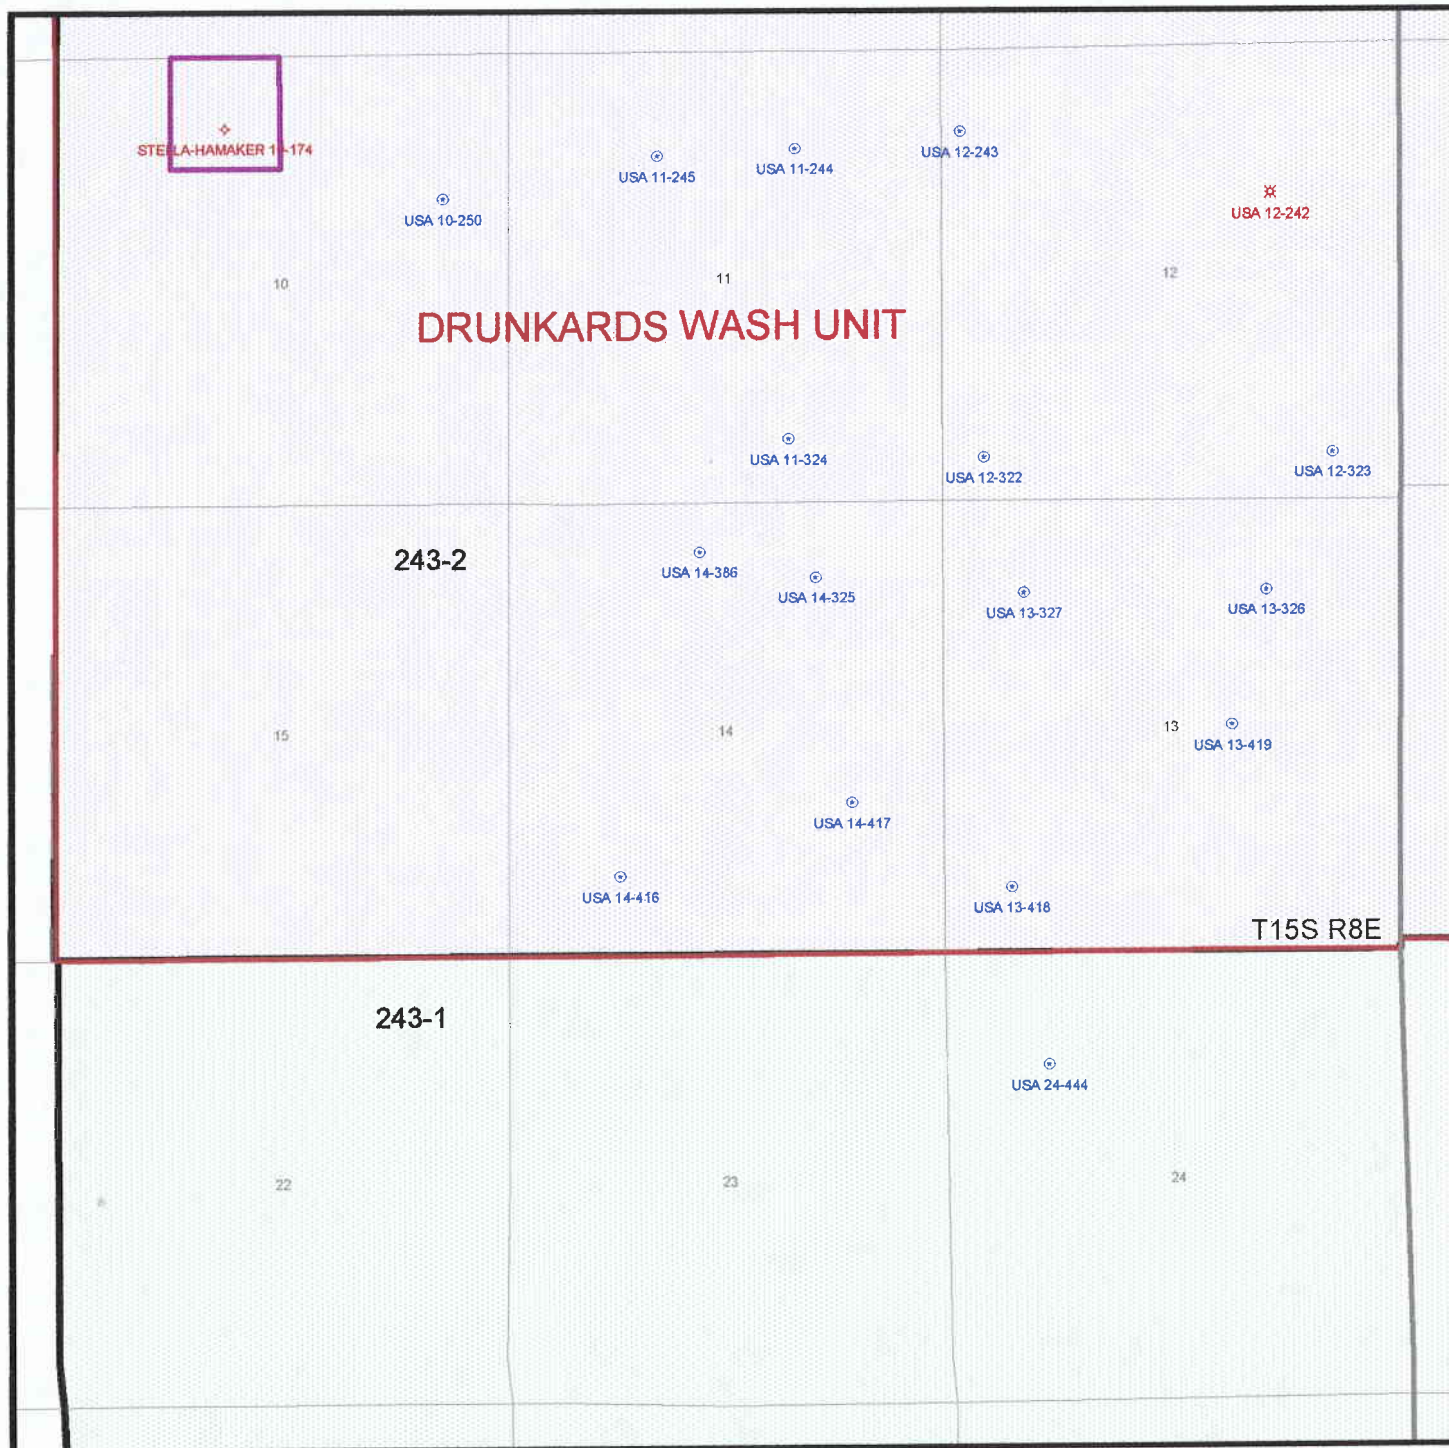 STELLA-HAMAKER 10-174
USA 10-250
USA 11-245
USA 11-244
USA 12-243
USA 12-242
10
11
12
DRUNKARDS WASH UNIT
USA 11-324
USA 12-322
USA 12-323
243-2
USA 14-386
USA 14-325
USA 13-327
USA 13-326
15
14
13
USA 13-419
USA 14-417
USA 14-416
USA 13-418
T15S R8E
243-1
USA 24-444
22
23
24